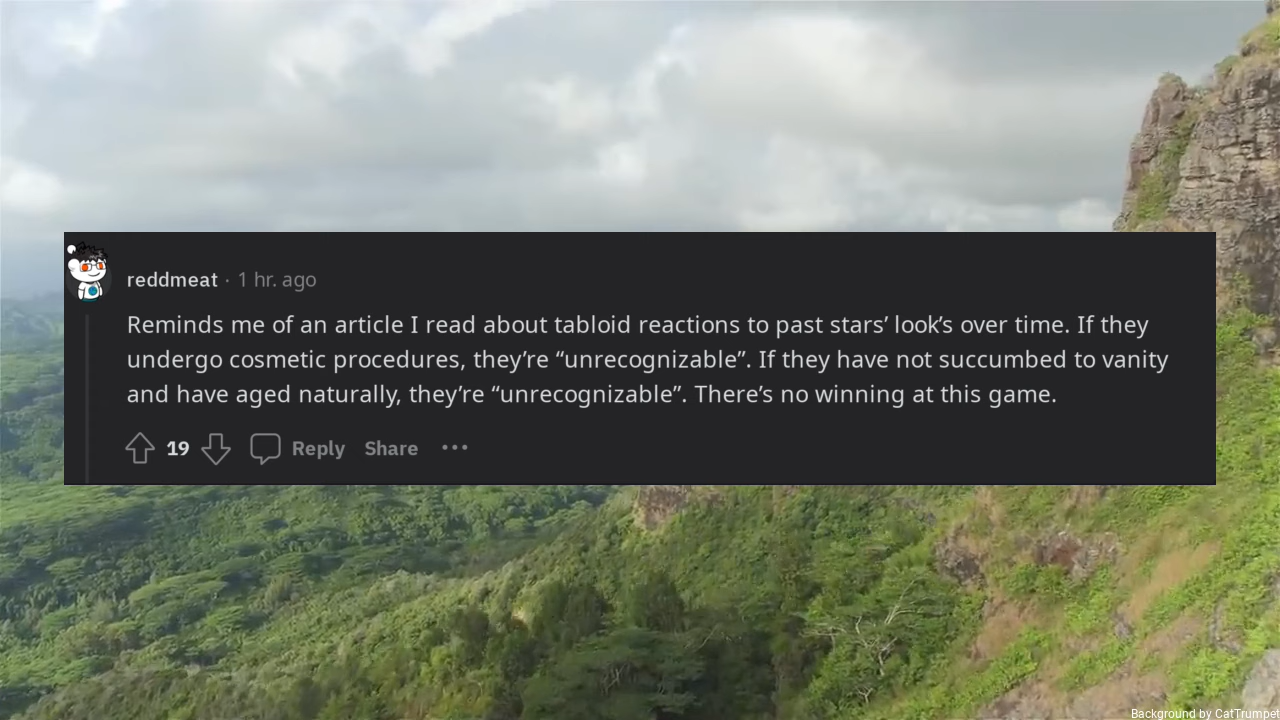 reddmeat · 1 hr. ago
Reminds me of an article I read about tabloid reactions to past stars’ look’s over time. If they
undergo cosmetic procedures, they’re “unrecognizable”. If they have not succumbed to vanity
and have aged naturally, they’re “unrecognizable”. There’s no winning at this game.
19 Reply Share ···
Background by CatTrumpet